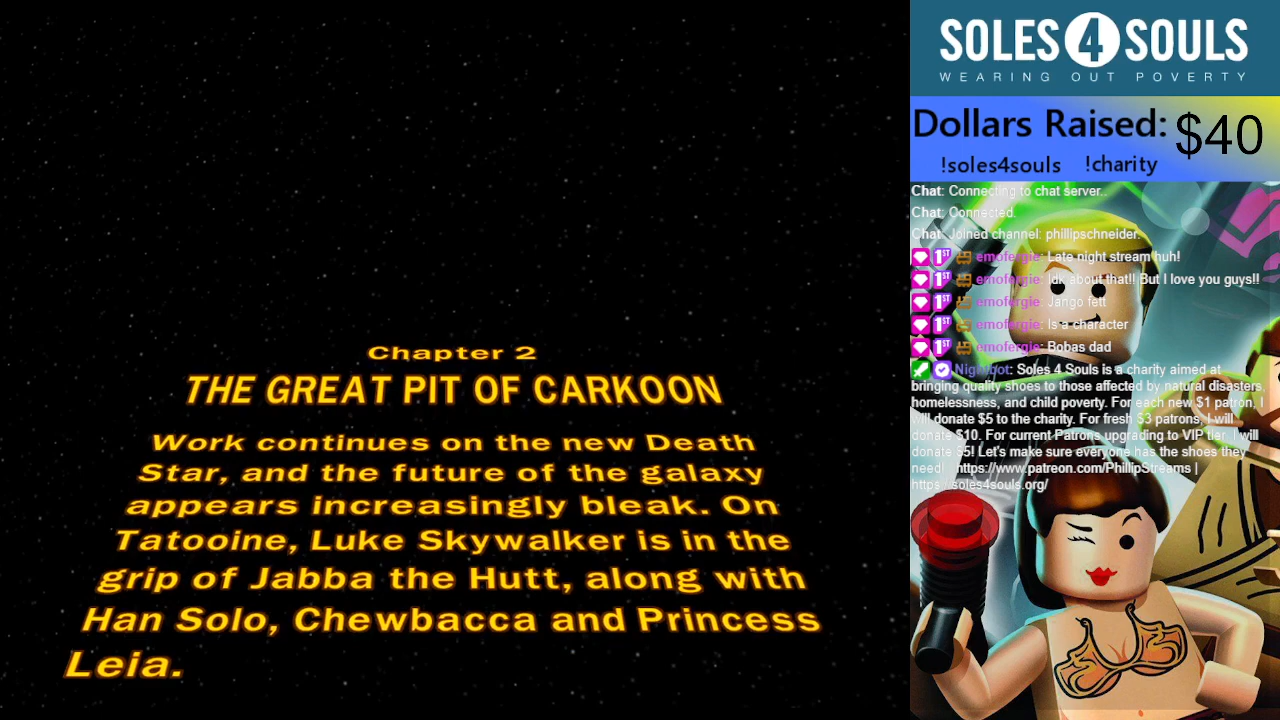 Chapter 2
THE GREAT PIT OF CARKOON
Work continues on the new Death
Star, and the future of the galaxy
appears increasingly bleak. On
Tatooine, Luke Skywalker is in the
grip of Jabba the Hutt, along with
Han Solo, Chewbacca and Princess
Leia.
SOLES 4 SOULS
WEARING OUT POVERTY
Dollars Raised: $40
!soles4souls !charity
Chat: Connecting to chat server..
Chat: Connected.
Chat: Joined channel: phillipschneider.
1ST emofergie: Late night stream huh!
1ST emofergie: Idk about that!! But I love you guys!!
1ST emofergie: Jango fett
1ST emofergie: Is a character
1ST emofergie: Bobas dad
Nightbot: Soles 4 Souls is a charity aimed at
bringing quality shoes to those affected by natural disasters,
homelessness, and child poverty. For each new $1 patron, I
will donate $5 to the charity. For fresh $3 patrons, I will
donate $10. For current Patrons upgrading to VIP tier, I will
donate $5! Let's make sure everyone has the shoes they
need! https://www.patreon.com/PhillipStreams |
https://soles4souls.org/